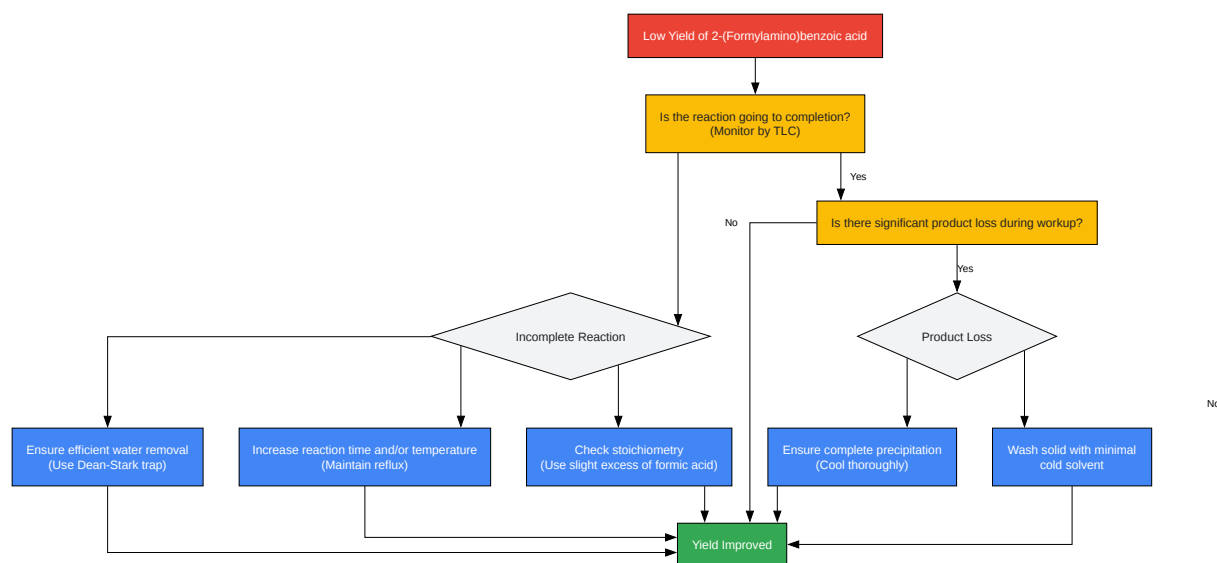 Low Yield of 2-(Formylamino)benzoic acid
Is the reaction going to completion?
(Monitor by TLC)
Yes
Is there significant product loss during workup?
No
Yes
Incomplete Reaction
Product Loss
No
Ensure efficient water removal
(Use Dean-Stark trap)
Increase reaction time and/or temperature
(Maintain reflux)
Check stoichiometry
(Use slight excess of formic acid)
Ensure complete precipitation
(Cool thoroughly)
Wash solid with minimal
cold solvent
Yield Improved